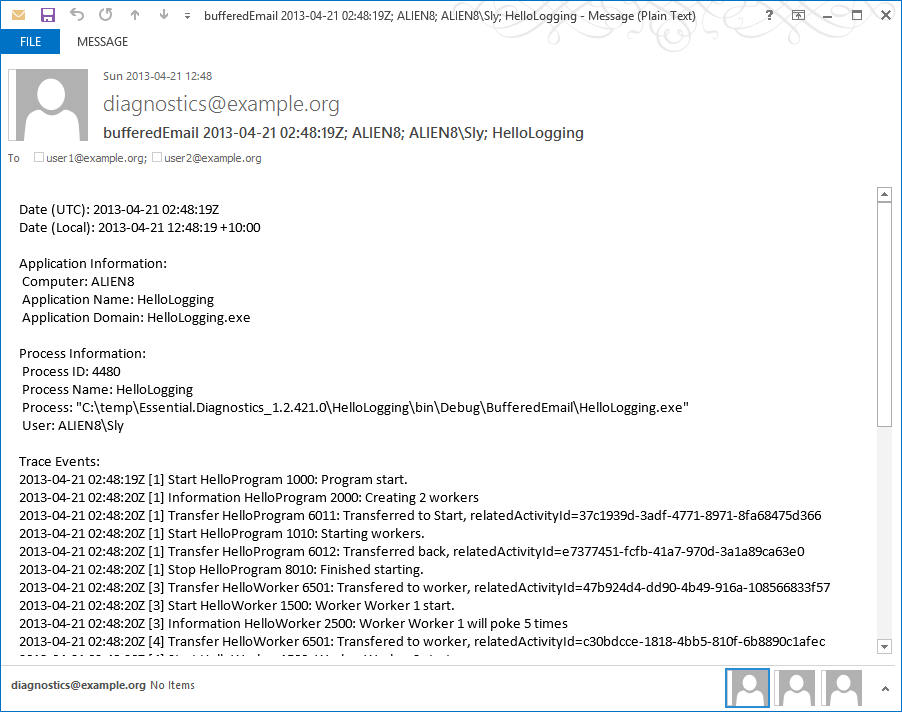 bufferedEmail 2013-04-21 02:48:19Z; ALIEN8; ALIEN8\Sly; HelloLogging - Message (Plain Text)
?
FILE MESSAGE
Sun 2013-04-21 12:48
diagnostics@example.org
bufferedEmail 2013-04-21 02:48:19Z; ALIEN8; ALIEN8\Sly; HelloLogging
To user1@example.org; user2@example.org
Date (UTC): 2013-04-21 02:48:19Z
Date (Local): 2013-04-21 12:48:19 +10:00
Application Information:
Computer: ALIEN8
Application Name: HelloLogging
Application Domain: HelloLogging.exe
Process Information:
Process ID: 4480
Process Name: HelloLogging
Process: "C:\temp\Essential.Diagnostics_1.2.421.0\HelloLogging\bin\Debug\BufferedEmail\HelloLogging.exe"
User: ALIEN8\Sly
Trace Events:
2013-04-21 02:48:19Z [1] Start HelloProgram 1000: Program start.
2013-04-21 02:48:20Z [1] Information HelloProgram 2000: Creating 2 workers
2013-04-21 02:48:20Z [1] Transfer HelloProgram 6011: Transferred to Start, relatedActivityId=37c1939d-3adf-4771-8971-8fa68475d366
2013-04-21 02:48:20Z [1] Start HelloProgram 1010: Starting workers.
2013-04-21 02:48:20Z [1] Transfer HelloProgram 6012: Transferred back, relatedActivityId=e7377451-fcfb-41a7-970d-3a1a89ca63e0
2013-04-21 02:48:20Z [1] Stop HelloProgram 8010: Finished starting.
2013-04-21 02:48:20Z [3] Transfer HelloWorker 6501: Transfered to worker, relatedActivityId=47b924d4-dd90-4b49-916a-108566833f57
2013-04-21 02:48:20Z [3] Start HelloWorker 1500: Worker Worker 1 start.
2013-04-21 02:48:20Z [3] Information HelloWorker 2500: Worker Worker 1 will poke 5 times
2013-04-21 02:48:20Z [4] Transfer HelloWorker 6501: Transfered to worker, relatedActivityId=c30bdcce-1818-4bb5-810f-6b8890c1afec
diagnostics@example.org No Items